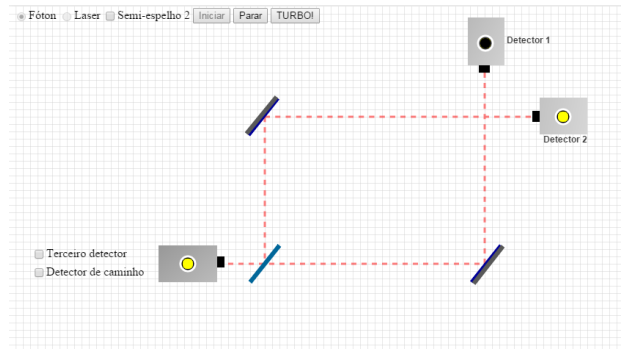 Fóton Laser Semi-espelho 2 Iniciar Parar TURBO!
Detector 1
Detector 2
Terceiro detector
Detector de caminho